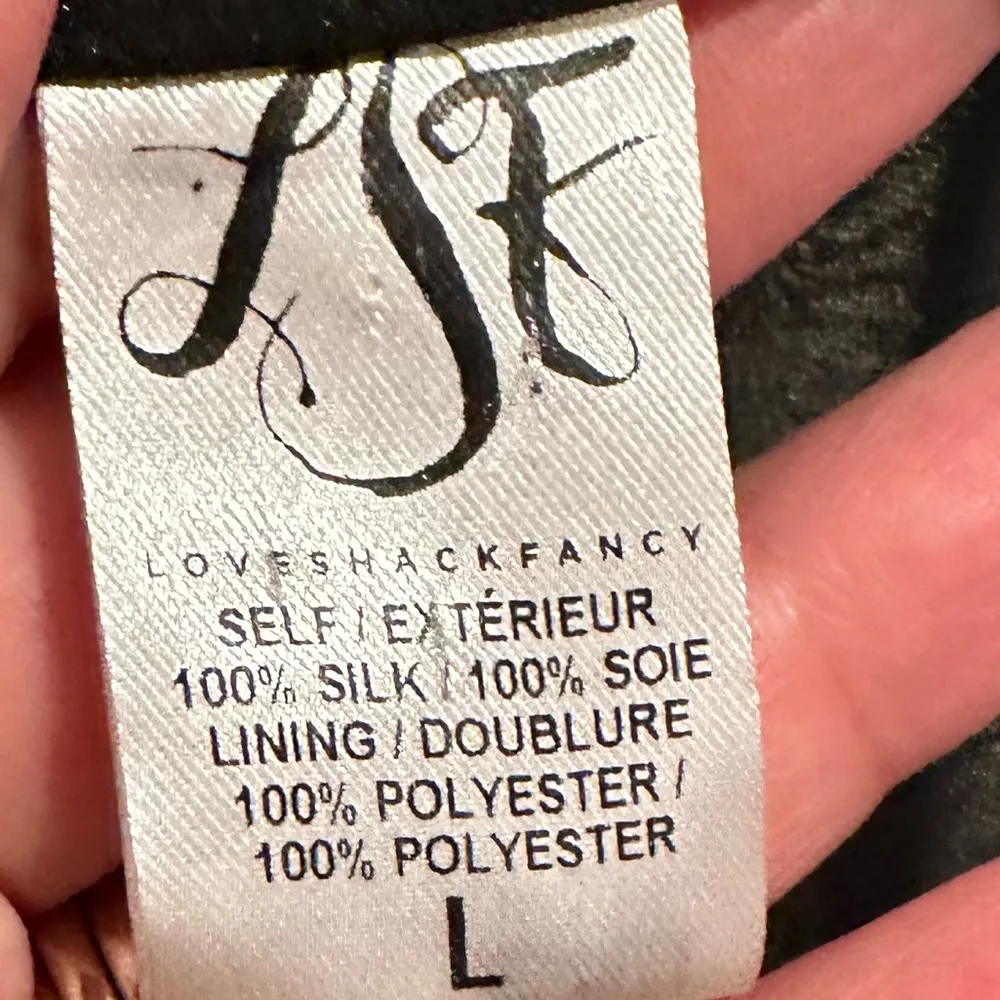 LSF
LOVESHACKFANCY
SELF / EXTÉRIEUR
100% SILK / 100% SOIE
LINING / DOUBLURE
100% POLYESTER /
100% POLYESTER
L